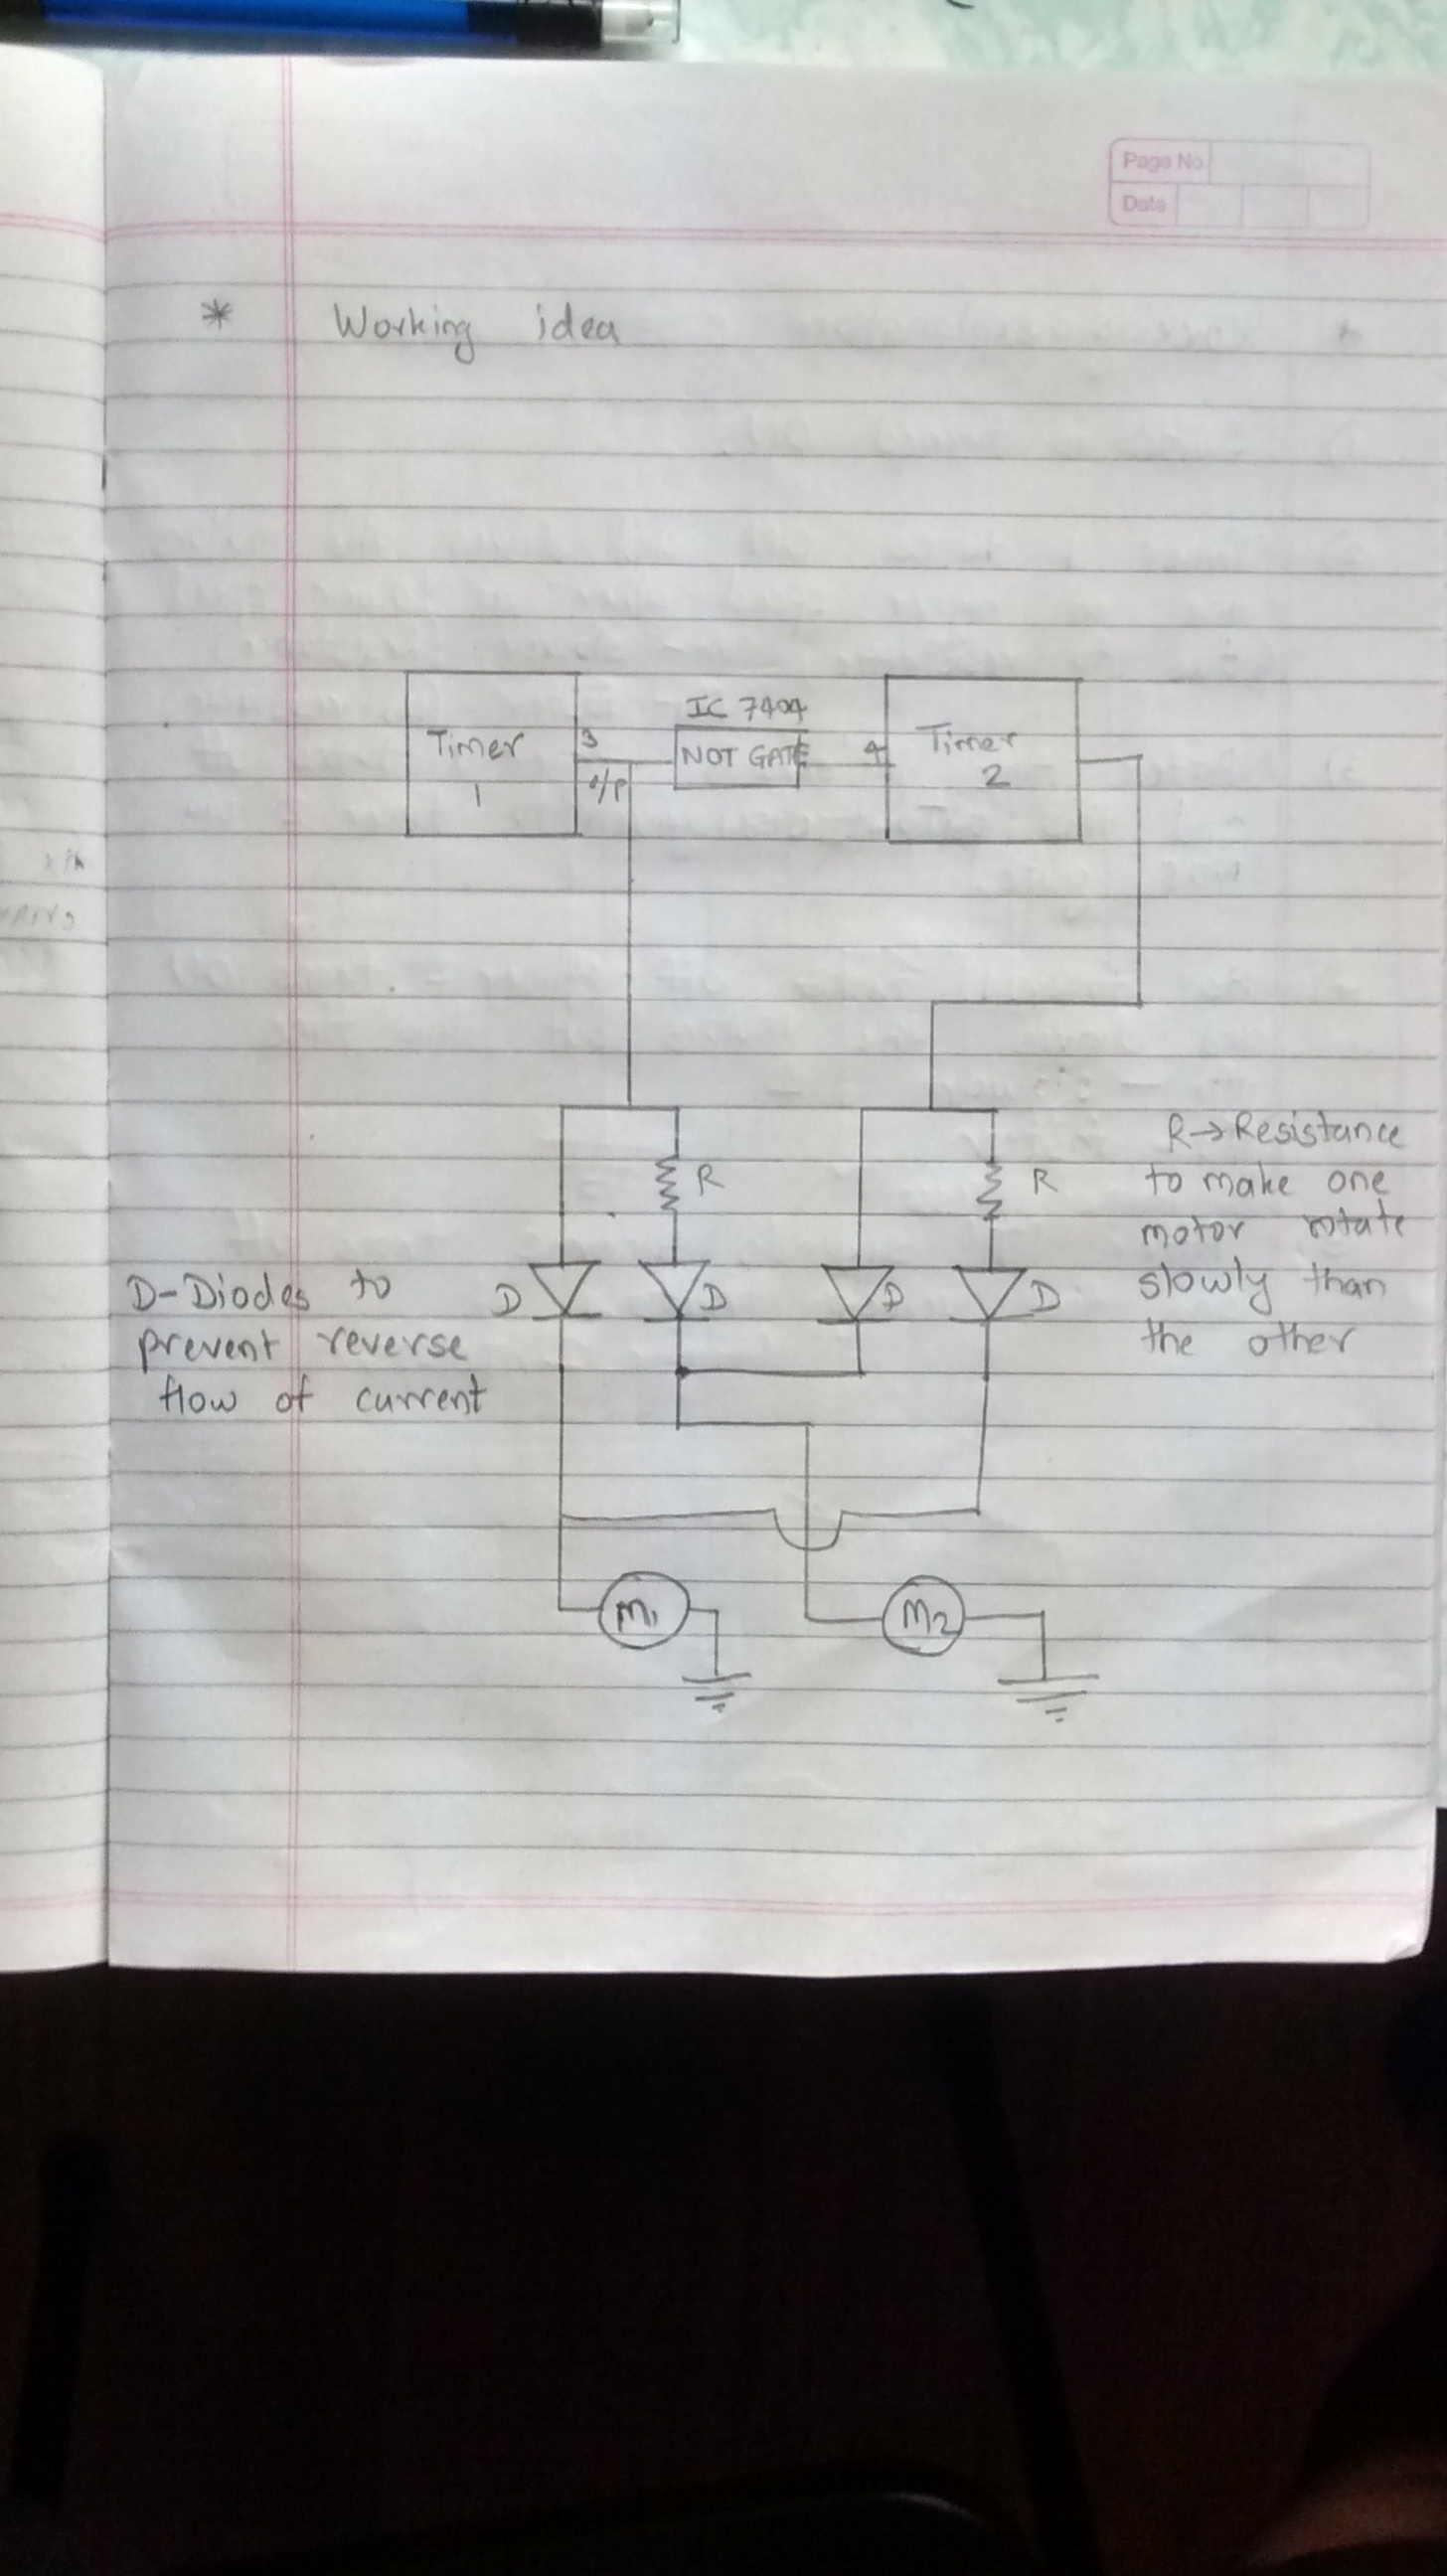 Page No.
Date
* Working idea
IC 7404
Timer 1
3
O/P
NOT GATE
4
Timer 2
R
R
R→Resistance
to make one
motor rotate
slowly than
the other
D D D D
D-Diodes to
prevent reverse
flow of current
M1
M2